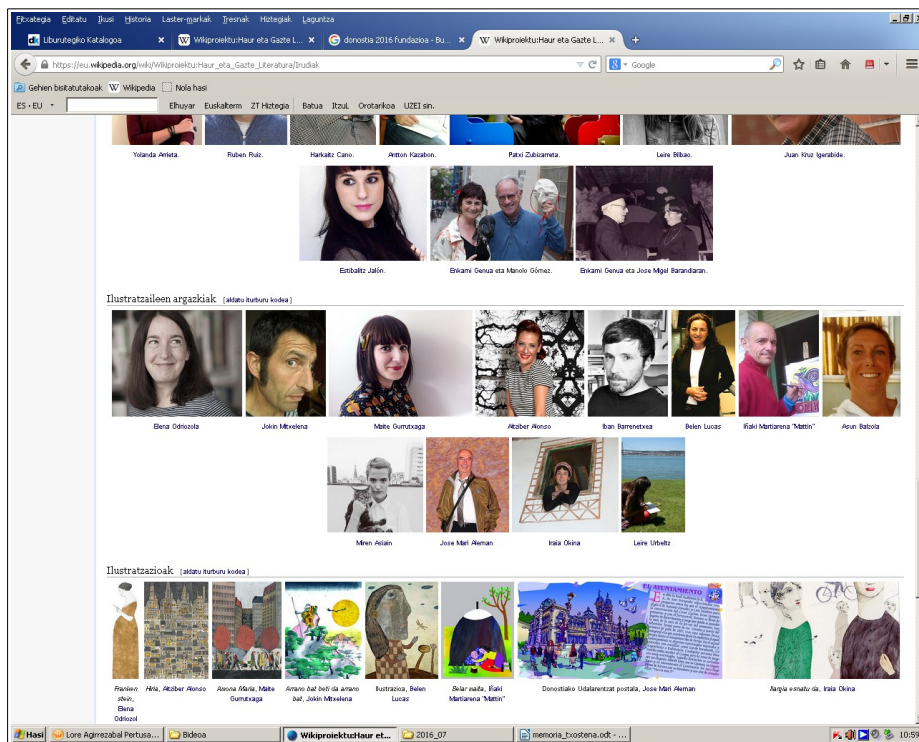 Fitxategia Editatu Ikusi Historia Laster-markak Tresnak Hiztegiak Laguntza
Liburutegiko Katalogoa
Wikiproiektu:Haur eta Gazte L...
donostia 2016 fundazioa - Bu...
Wikiproiektu:Haur eta Gazte L...
https://eu.wikipedia.org/wiki/Wikiproiektu:Haur_eta_Gazte_Literatura/Irudiak
Google
Gehien bisitatutakoak Wikipedia Nola hasi
ES › EU Elhuyar Euskalterm ZT Hiztegia Batua ItzuL Orotarikoa UZEI sin.
Yolanda Arrieta. Ruben Ruiz. Harkaitz Cano. Antton Kazabon. Patxi Zubizarreta. Leire Bilbao. Juan Kruz Igerabide.
Estibalitz Jalón. Enkarni Genua eta Manolo Gómez. Enkarni Genua eta Jose Migel Barandiaran.
Ilustratzaileen argazkiak [aldatu iturburu kodea]
Elena Odriozola Jokin Mitxelena Maite Gurrutxaga Aitziber Alonso Iban Barrenetxea Belen Lucas Iñaki Martiarena "Mattin" Asun Balzola
Miren Asiain Jose Mari Aleman Iraia Okina Leire Urbeltz
Ilustratzazioak [aldatu iturburu kodea]
EL AYUNTAMIENTO
Franken stein, Elena Odriozol
Hiria, Aitziber Alonso
Amona Maria, Maite Gurrutxaga
Arrano bat beti da arrano bat, Jokin Mitxelena
Ilustrazioa, Belen Lucas
Belar naita, Iñaki Martiarena "Mattin"
Donostiako Udalarentzat postala, Jose Mari Aleman
Ilargia esnatu da, Iraia Okina
Hasi Lore Agirrezabal Pertusa... Bideoa Wikiproiektu:Haur et... 2016_07 memoria_txostena.odt - ... 10:59